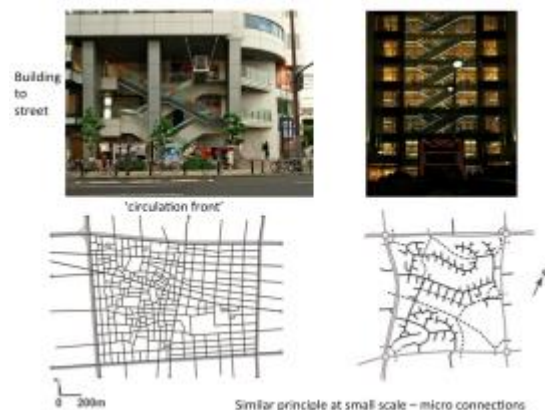 Building
to
street
'circulation front'
0 200m
Similar principle at small scale – micro connections